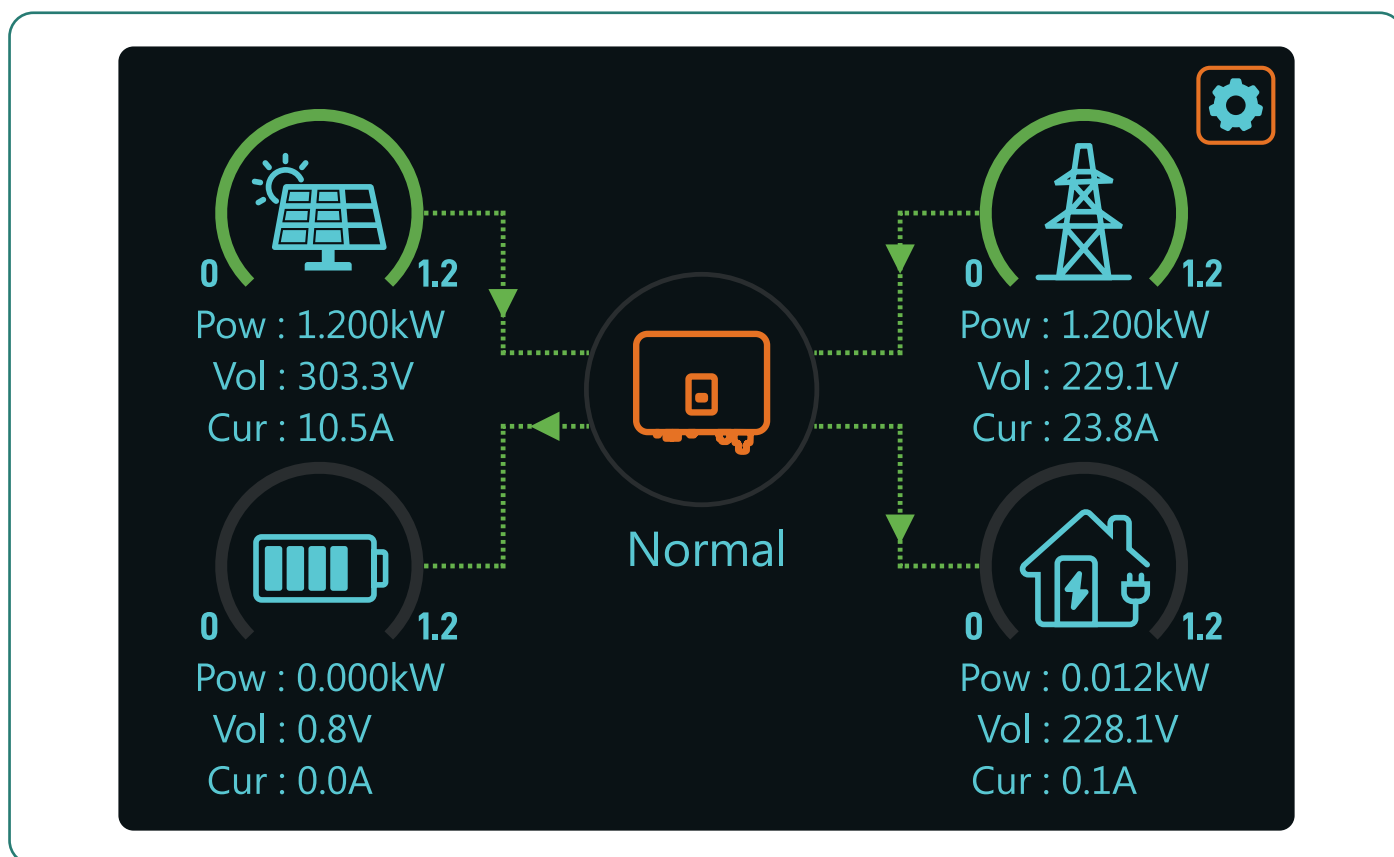 0 1.2
Pow : 1.200kW
Vol : 303.3V
Cur : 10.5A
0 1.2
Pow : 1.200kW
Vol : 229.1V
Cur : 23.8A
Normal
0 1.2
Pow : 0.000kW
Vol : 0.8V
Cur : 0.0A
0 1.2
Pow : 0.012kW
Vol : 228.1V
Cur : 0.1A